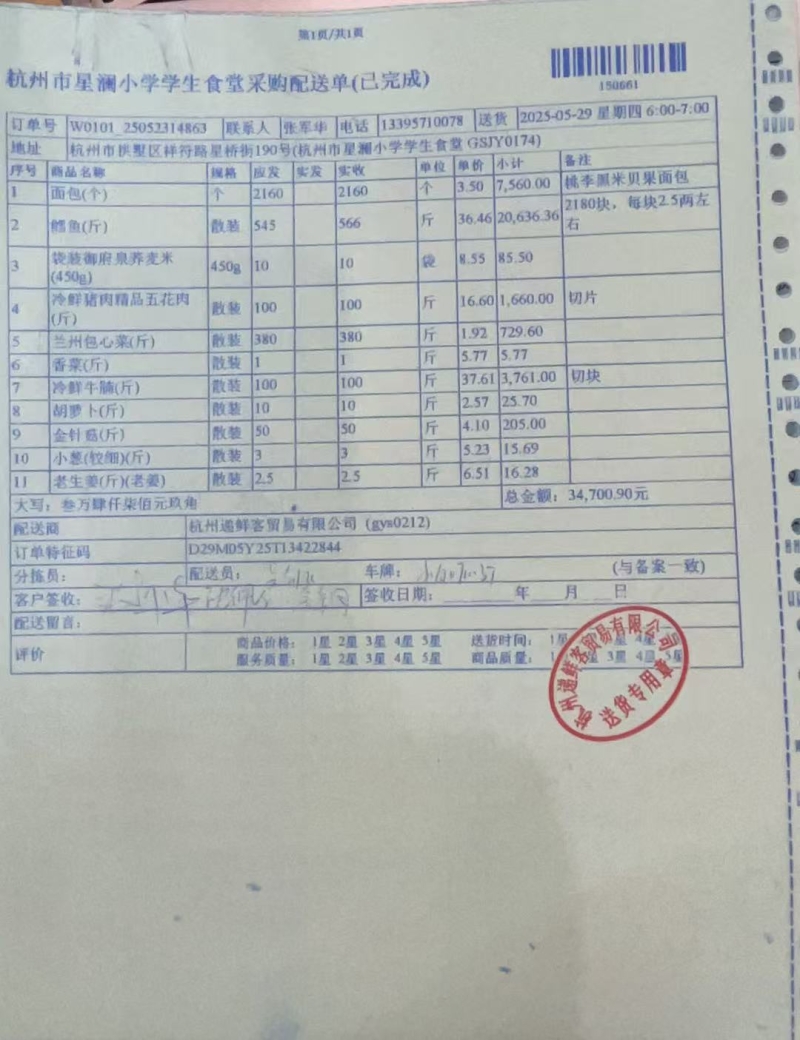 第1页/共1页
杭州市星澜小学学生食堂采购配送单(已完成)
150661
订单号 W0101_25052314863 联系人 张军华 电话 13395710078 送货 2025-05-29 星期四 6:00-7:00
地址 杭州市拱墅区祥符路星桥街190号(杭州市星澜小学学生食堂 GSJY0174)
序号 商品名称 规格 应发 实发 实收 单位 单价 小计 备注
1 面包(个) 个 2160 2160 个 3.50 7,560.00 桃李黑米贝果面包
2 鳕鱼(斤) 散装 545 566 斤 36.46 20,636.36 2180块，每块2.5两左右
3 袋装御府泉荞麦米(450g) 450g 10 10 袋 8.55 85.50
4 冷鲜猪肉精品五花肉(斤) 散装 100 100 斤 16.60 1,660.00 切片
5 兰州包心菜(斤) 散装 380 380 斤 1.92 729.60
6 香菜(斤) 散装 1 1 斤 5.77 5.77
7 冷鲜牛腩(斤) 散装 100 100 斤 37.61 3,761.00 切块
8 胡萝卜(斤) 散装 10 10 斤 2.57 25.70
9 金针菇(斤) 散装 50 50 斤 4.10 205.00
10 小葱(较细)(斤) 散装 3 3 斤 5.23 15.69
11 老生姜(斤)(老姜) 散装 2.5 2.5 斤 6.51 16.28
大写：叁万肆仟柒佰元玖角 总金额：34,700.90元
配送商 杭州递鲜客贸易有限公司 (gys0212)
订单特征码 D29M05Y25T13422844
分拣员： 配送员： 车牌： (与备案一致)
客户签收： 签收日期： 年 月 日
配送留言：
评价 商品价格： 1星 2星 3星 4星 5星 送货时间： 1星 4星
服务质量： 1星 2星 3星 4星 5星 商品质量： 3星 4星 5星
杭州递鲜客贸易有限公司
送货专用章